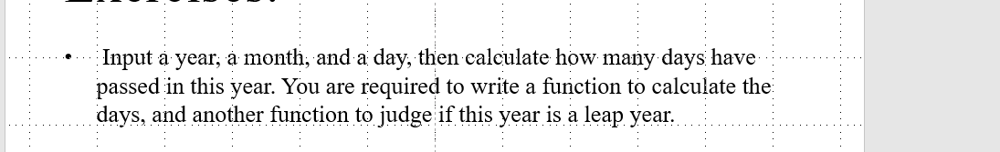 • Input a year, a month, and a day, then calculate how many days have
passed in this year. You are required to write a function to calculate the
days, and another function to judge if this year is a leap year.